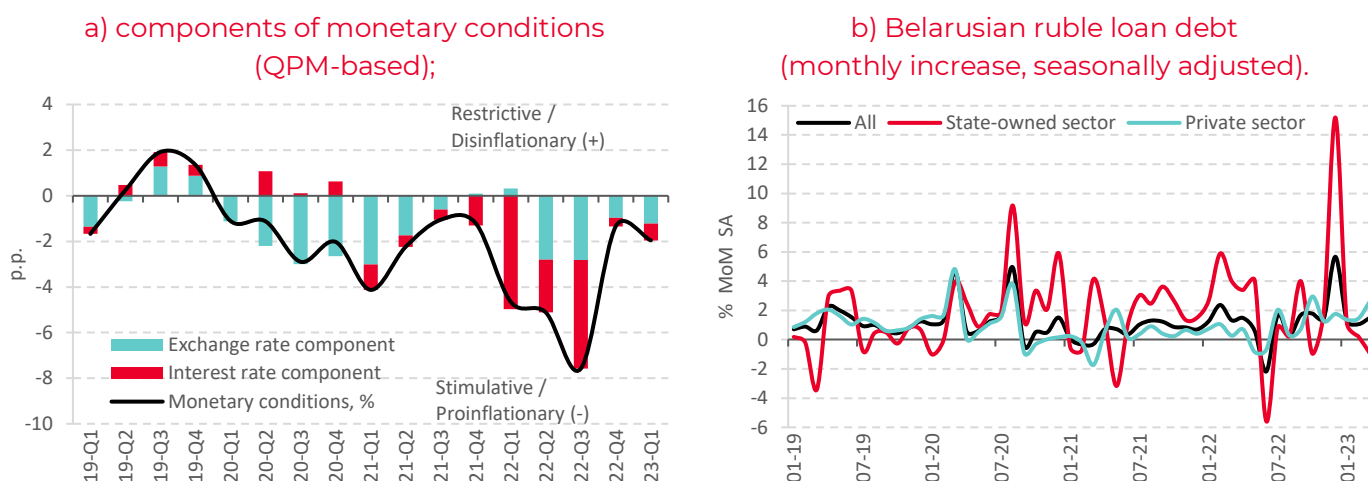 a) components of monetary conditions
(QPM-based);
4
2
0
-2
-4
-6
-8
-10
p.p.
Restrictive /
Disinflationary (+)
Exchange rate component
Interest rate component
Monetary conditions, %
Stimulative /
Proinflationary (-)
19-Q1
19-Q2
19-Q3
19-Q4
20-Q1
20-Q2
20-Q3
20-Q4
21-Q1
21-Q2
21-Q3
21-Q4
22-Q1
22-Q2
22-Q3
22-Q4
23-Q1
b) Belarusian ruble loan debt
(monthly increase, seasonally adjusted).
16
14
12
10
8
6
4
2
0
-2
-4
-6
% MoM SA
All
State-owned sector
Private sector
01-19
07-19
01-20
07-20
01-21
07-21
01-22
07-22
01-23